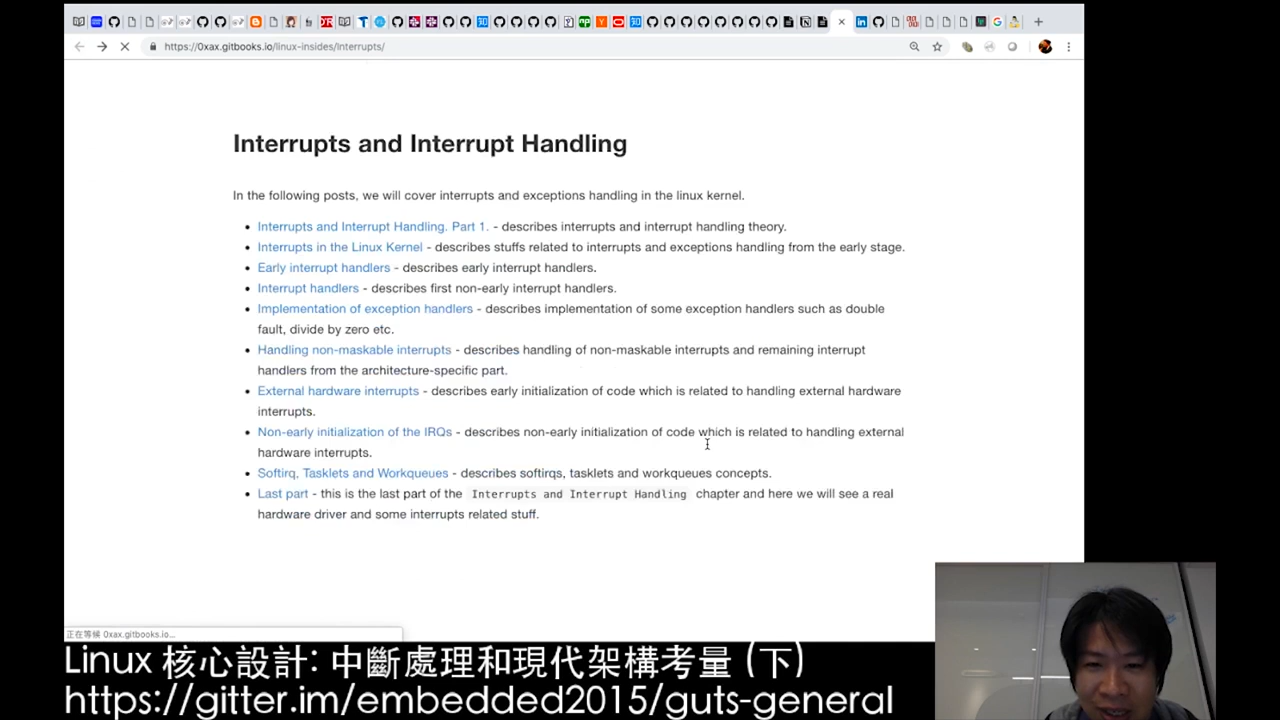 https://0xax.gitbooks.io/linux-insides/Interrupts/
Interrupts and Interrupt Handling
In the following posts, we will cover interrupts and exceptions handling in the linux kernel.
• Interrupts and Interrupt Handling. Part 1. - describes interrupts and interrupt handling theory.
• Interrupts in the Linux Kernel - describes stuffs related to interrupts and exceptions handling from the early stage.
• Early interrupt handlers - describes early interrupt handlers.
• Interrupt handlers - describes first non-early interrupt handlers.
• Implementation of exception handlers - describes implementation of some exception handlers such as double
fault, divide by zero etc.
• Handling non-maskable interrupts - describes handling of non-maskable interrupts and remaining interrupt
handlers from the architecture-specific part.
• External hardware interrupts - describes early initialization of code which is related to handling external hardware
interrupts.
• Non-early initialization of the IRQs - describes non-early initialization of code which is related to handling external
hardware interrupts.
• Softirq, Tasklets and Workqueues - describes softirqs, tasklets and workqueues concepts.
• Last part - this is the last part of the Interrupts and Interrupt Handling chapter and here we will see a real
hardware driver and some interrupts related stuff.
正在等候 0xax.gitbooks.io...
Linux 核心設計: 中斷處理和現代架構考量 (下)
https://gitter.im/embedded2015/guts-general